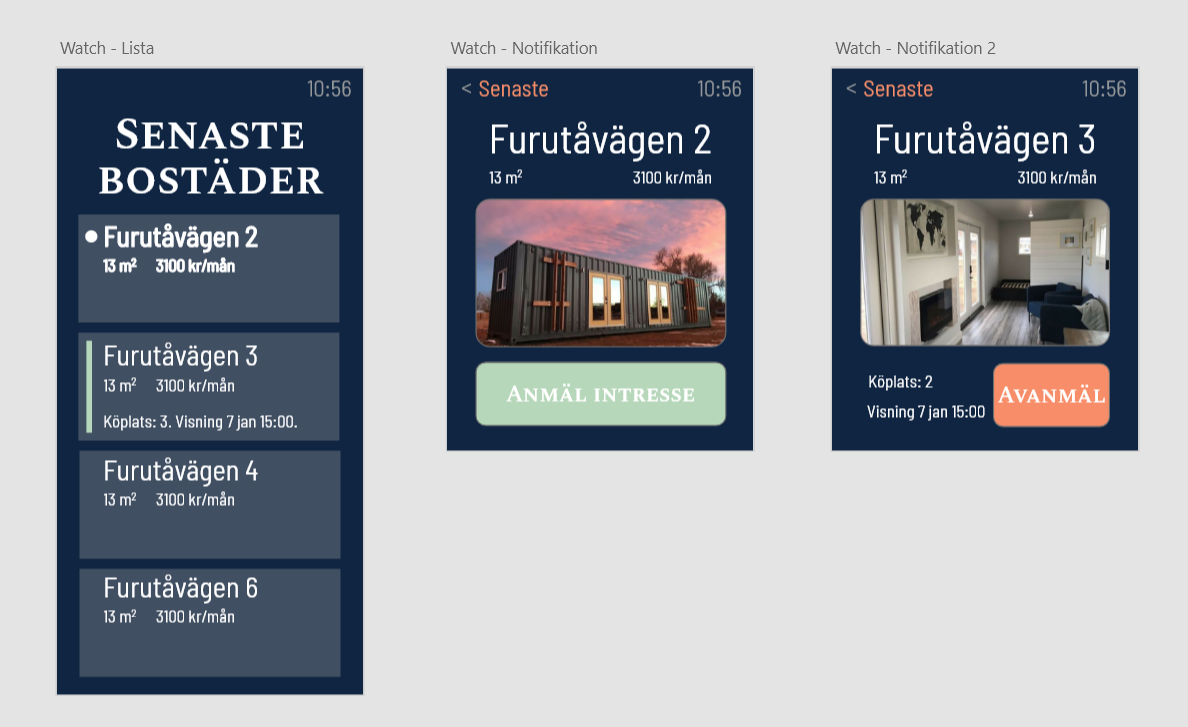 Watch - Lista
10:56
SENASTE
BOSTÄDER
Furutåvägen 2
13 m² 3100 kr/mån
Furutåvägen 3
13 m² 3100 kr/mån
Köplats: 3. Visning 7 jan 15:00.
Furutåvägen 4
13 m² 3100 kr/mån
Furutåvägen 6
13 m² 3100 kr/mån
Watch - Notifikation
< Senaste 10:56
Furutåvägen 2
13 m² 3100 kr/mån
ANMÄL INTRESSE
Watch - Notifikation 2
< Senaste 10:56
Furutåvägen 3
13 m² 3100 kr/mån
Köplats: 2
Visning 7 jan 15:00
AVANMÄL